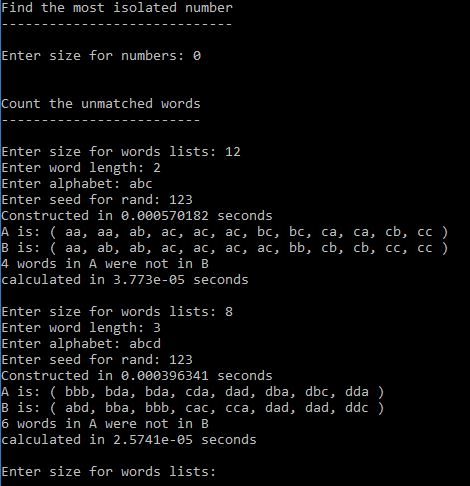 Find the most isolated number
-----------------------------
Enter size for numbers: 0
Count the unmatched words
-------------------------
Enter size for words lists: 12
Enter word length: 2
Enter alphabet: abc
Enter seed for rand: 123
Constructed in 0.000570182 seconds
A is: ( aa, aa, ab, ac, ac, ac, bc, bc, ca, ca, cb, cc )
B is: ( aa, ab, ab, ac, ac, ac, ac, bb, cb, cb, cc, cc )
4 words in A were not in B
calculated in 3.773e-05 seconds
Enter size for words lists: 8
Enter word length: 3
Enter alphabet: abcd
Enter seed for rand: 123
Constructed in 0.000396341 seconds
A is: ( bbb, bda, bda, cda, dad, dba, dbc, dda )
B is: ( abd, bba, bbb, cac, cca, dad, dad, ddc )
6 words in A were not in B
calculated in 2.5741e-05 seconds
Enter size for words lists: